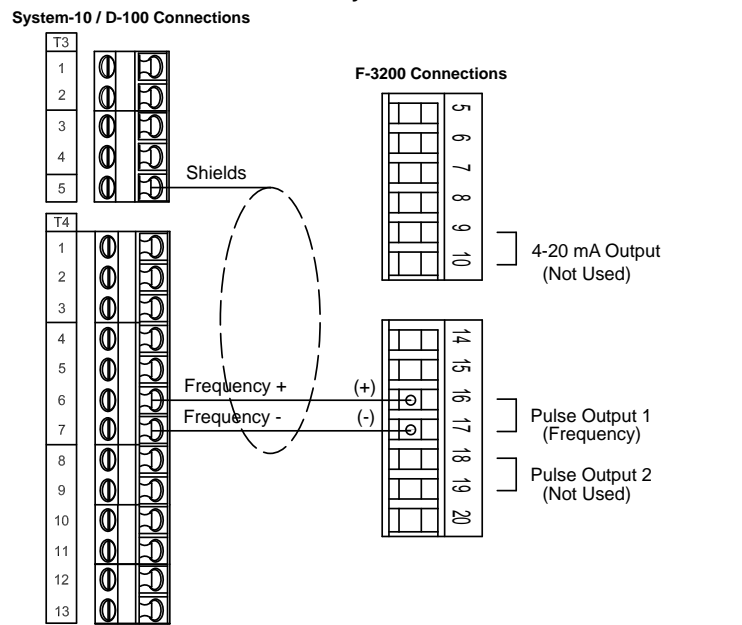 System-10 / D-100 Connections
T3
1
2
3
4
5
Shields
T4
1
2
3
4
5
6
7
8
9
10
11
12
13
Frequency +
(+)
Frequency -
(-)
F-3200 Connections
5
6
7
8
9
10
4-20 mA Output
(Not Used)
14
15
16
17
18
19
20
Pulse Output 1
(Frequency)
Pulse Output 2
(Not Used)